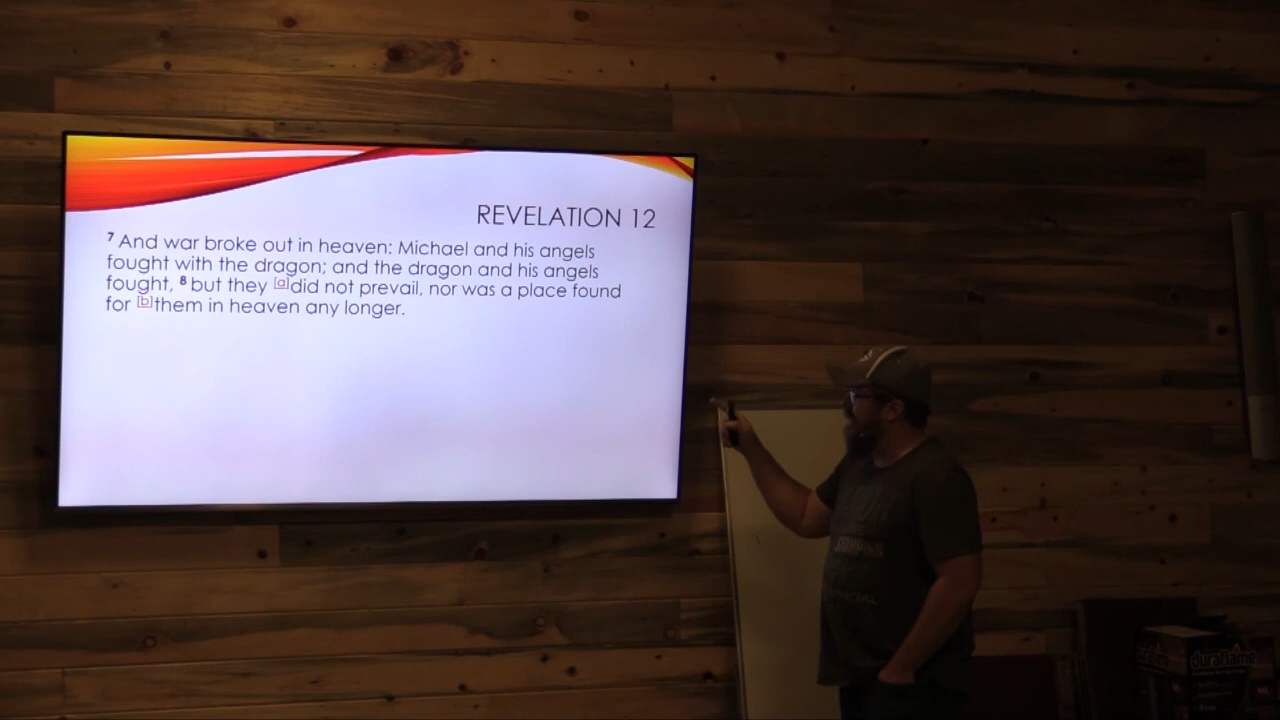 REVELATION 12
7 And war broke out in heaven: Michael and his angels
fought with the dragon; and the dragon and his angels
fought, 8 but they [a]did not prevail, nor was a place found
for [b]them in heaven any longer.
duraflame